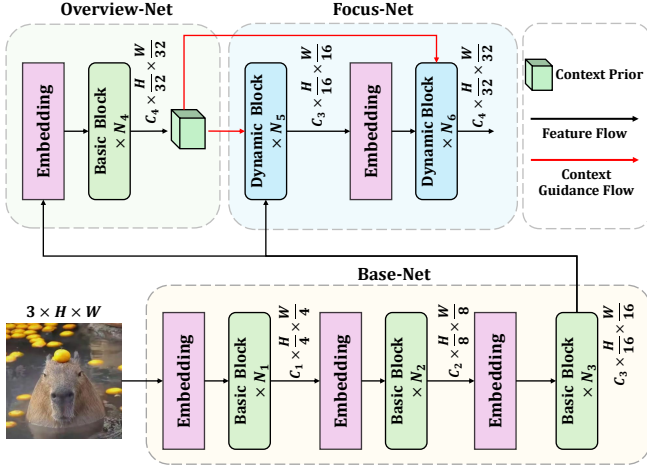 Overview-Net
Focus-Net
Embedding
Basic Block
× N₄
C₄ × H/32 × W/32
Dynamic Block
× N₅
C₃ × H/16 × W/16
Embedding
Dynamic Block
× N₆
C₄ × H/32 × W/32
Context Prior
Feature Flow
Context
Guidance Flow
Base-Net
3 × H × W
Embedding
Basic Block
× N₁
C₁ × H/4 × W/4
Embedding
Basic Block
× N₂
C₂ × H/8 × W/8
Embedding
Basic Block
× N₃
C₃ × H/16 × W/16